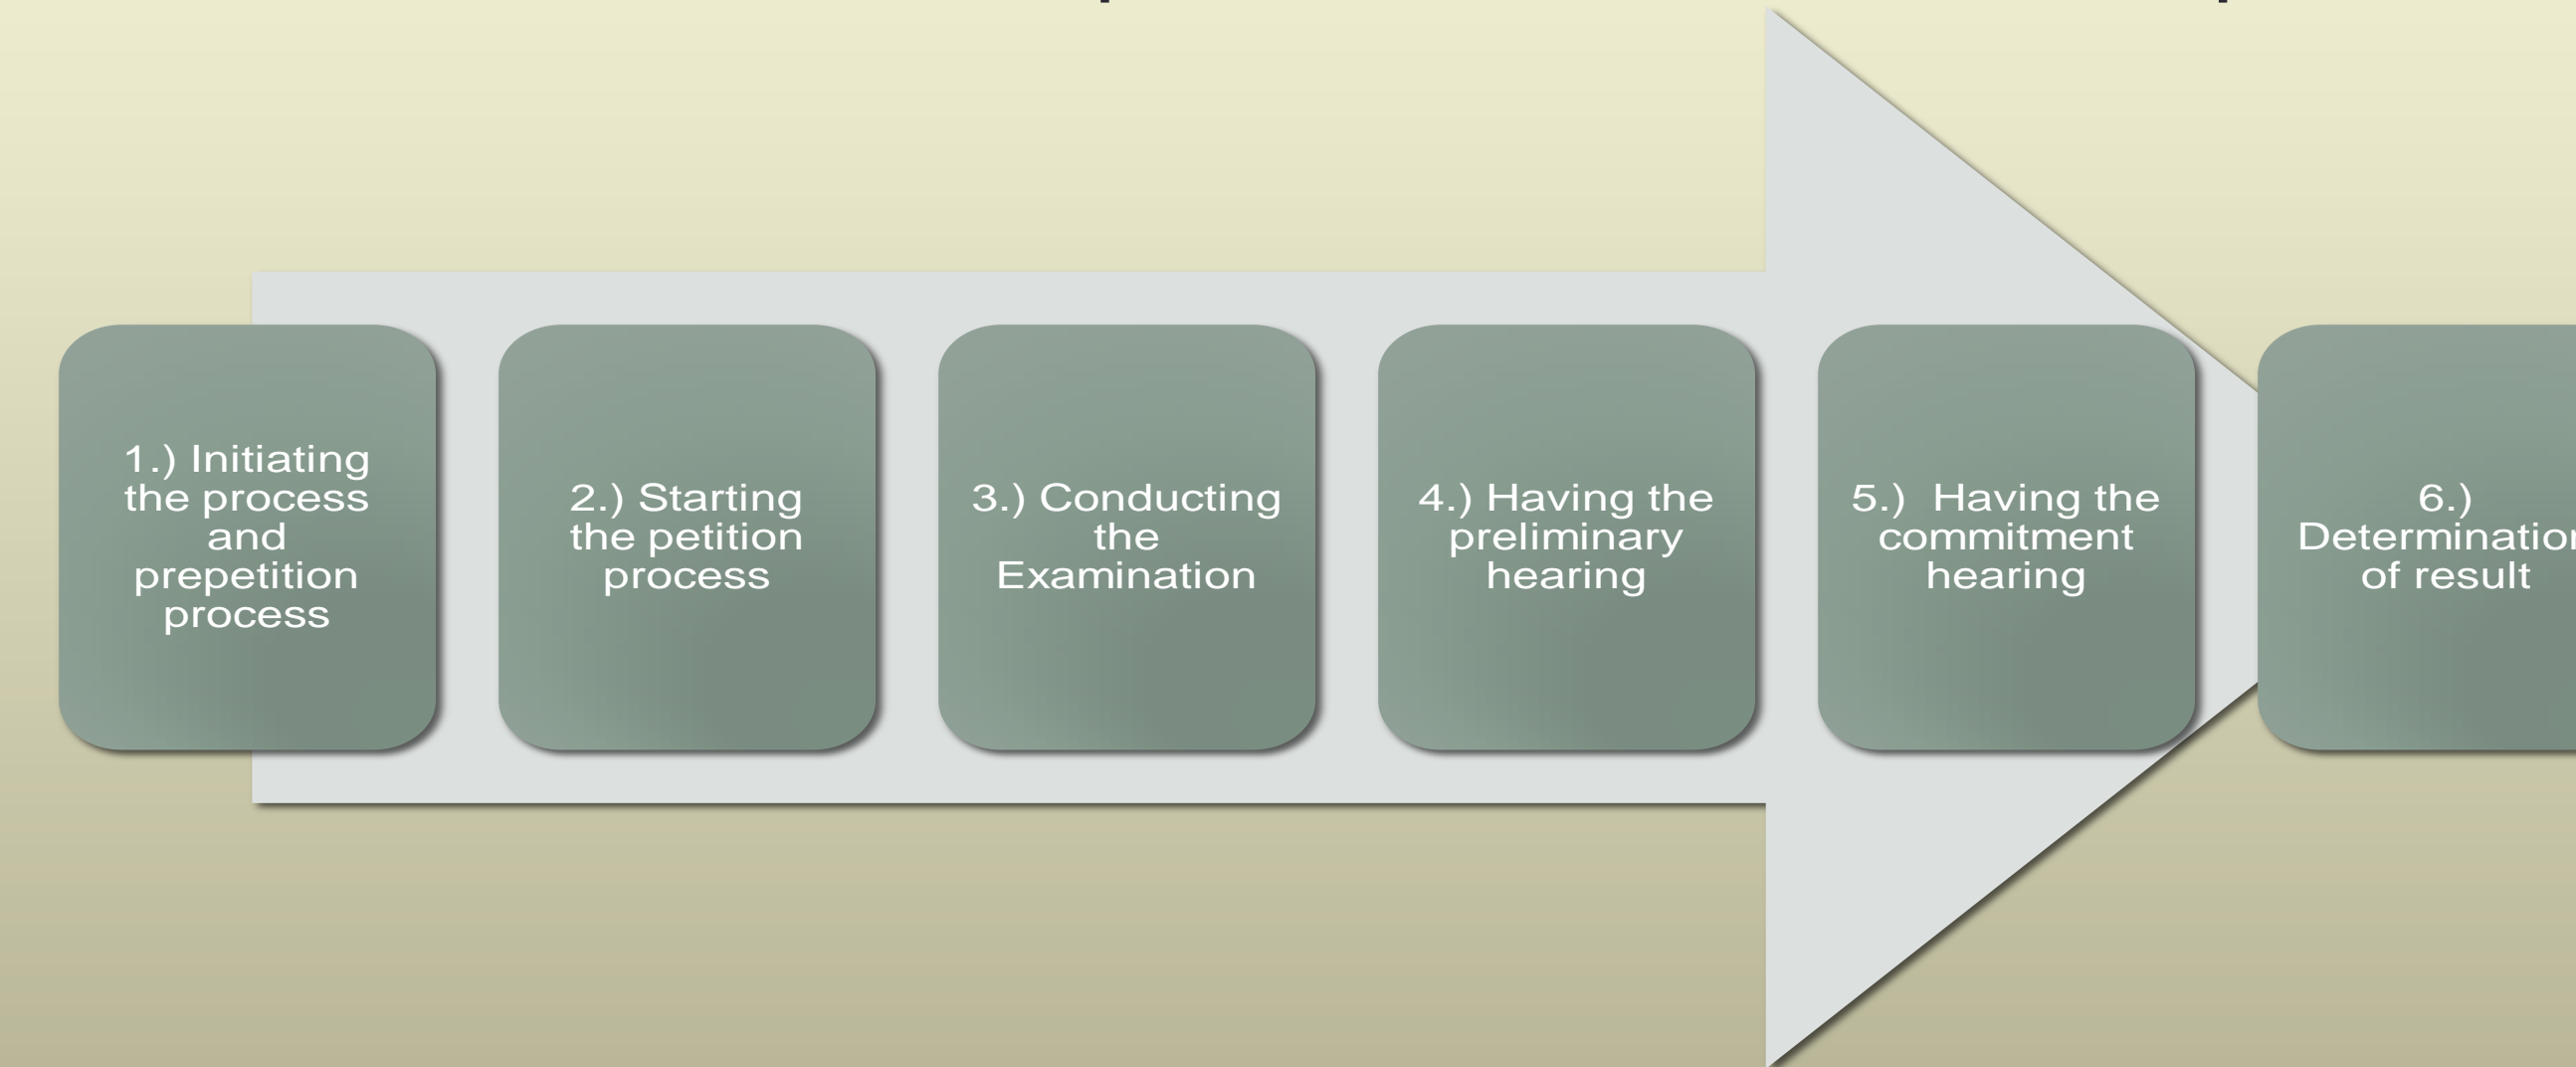 1.) Initiating
the process
and
prepetition
process
2.) Starting
the petition
process
3.) Conducting
the
Examination
4.) Having the
preliminary
hearing
5.)  Having the
commitment
hearing
6.)
Determination
of result